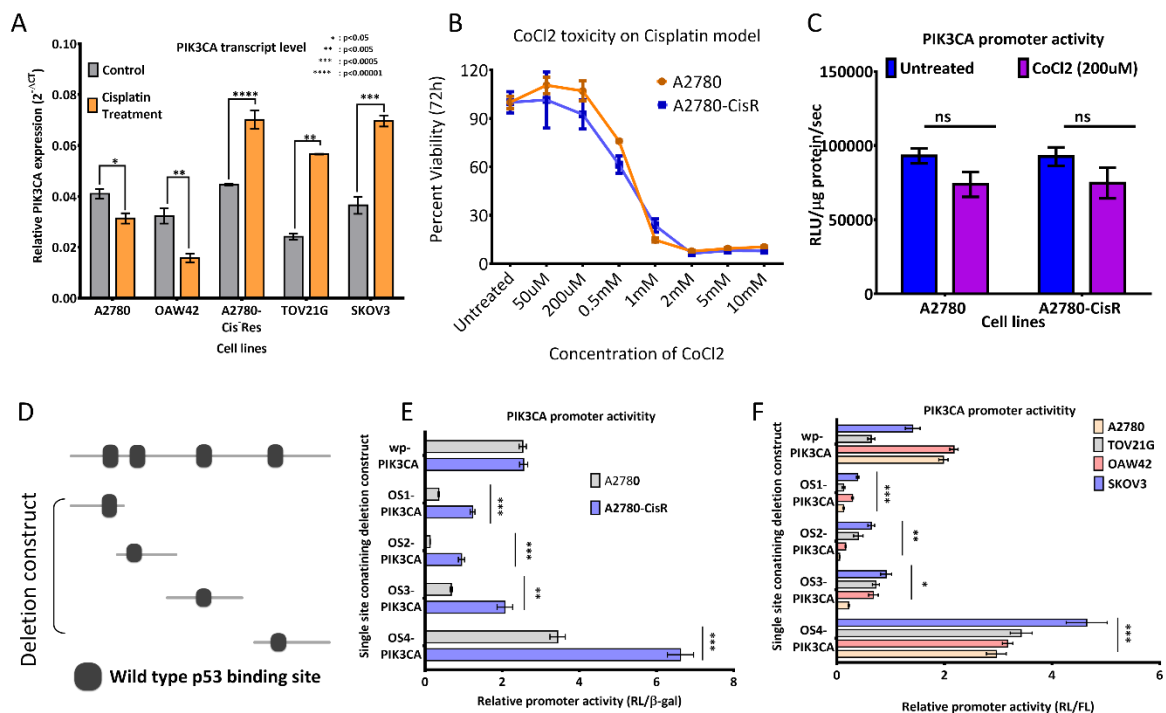 A
PIK3CA transcript level
* : p<0.05
** : p<0.005
*** : p<0.0005
**** : p<0.00001
Control
Cisplatin
Treatment
Relative PIK3CA expression (2^-ΔCT)
0.10
0.08
0.06
0.04
0.02
0.00
*
**
****
**
***
A2780
OAW42
A2780-
Cis Res
TOV21G
SKOV3
Cell lines
B
CoCl2 toxicity on Cisplatin model
A2780
A2780-CisR
Percent Viability (72h)
120
90
60
30
0
Untreated
50uM
200uM
0.5mM
1mM
2mM
5mM
10mM
Concentration of CoCl2
C
PIK3CA promoter activity
Untreated
CoCl2 (200uM)
RLU/µg protein/sec
150000
100000
50000
0
ns
ns
A2780
A2780-CisR
Cell lines
D
Deletion construct
Wild type p53 binding site
E
PIK3CA promoter activitity
Single site conatining deletion construct
A2780
A2780-CisR
wp-
PIK3CA
OS1-
PIK3CA
OS2-
PIK3CA
OS3-
PIK3CA
OS4-
PIK3CA
***
***
**
***
0
2
4
6
8
Relative promoter activity (RL/β-gal)
F
PIK3CA promoter activitity
Single site conatining deletion construct
A2780
TOV21G
OAW42
SKOV3
wp-
PIK3CA
OS1-
PIK3CA
OS2-
PIK3CA
OS3-
PIK3CA
OS4-
PIK3CA
***
**
*
***
0
2
4
6
Relative promoter activity (RL/FL)